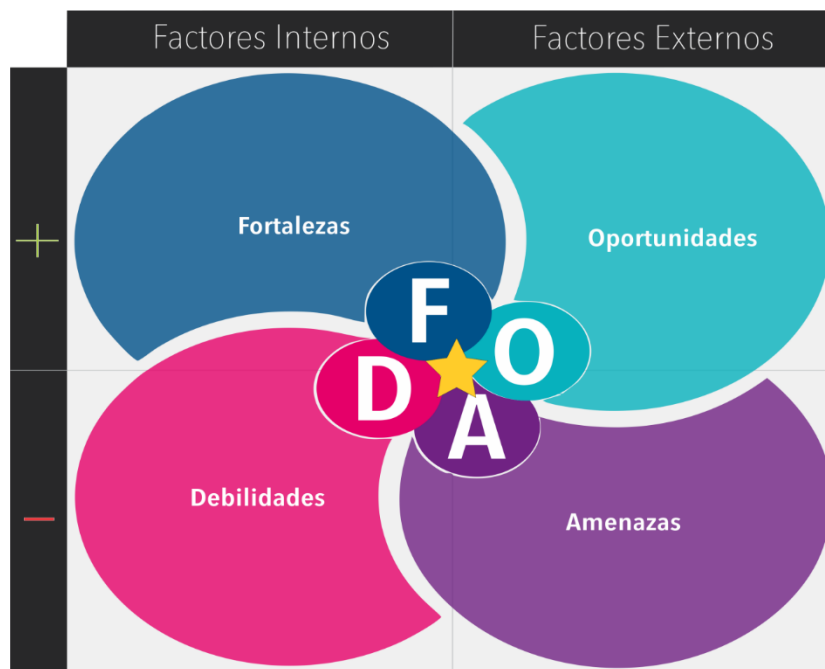 Factores Internos
Factores Externos
+
Fortalezas
Oportunidades
F
O
D
A
−
Debilidades
Amenazas